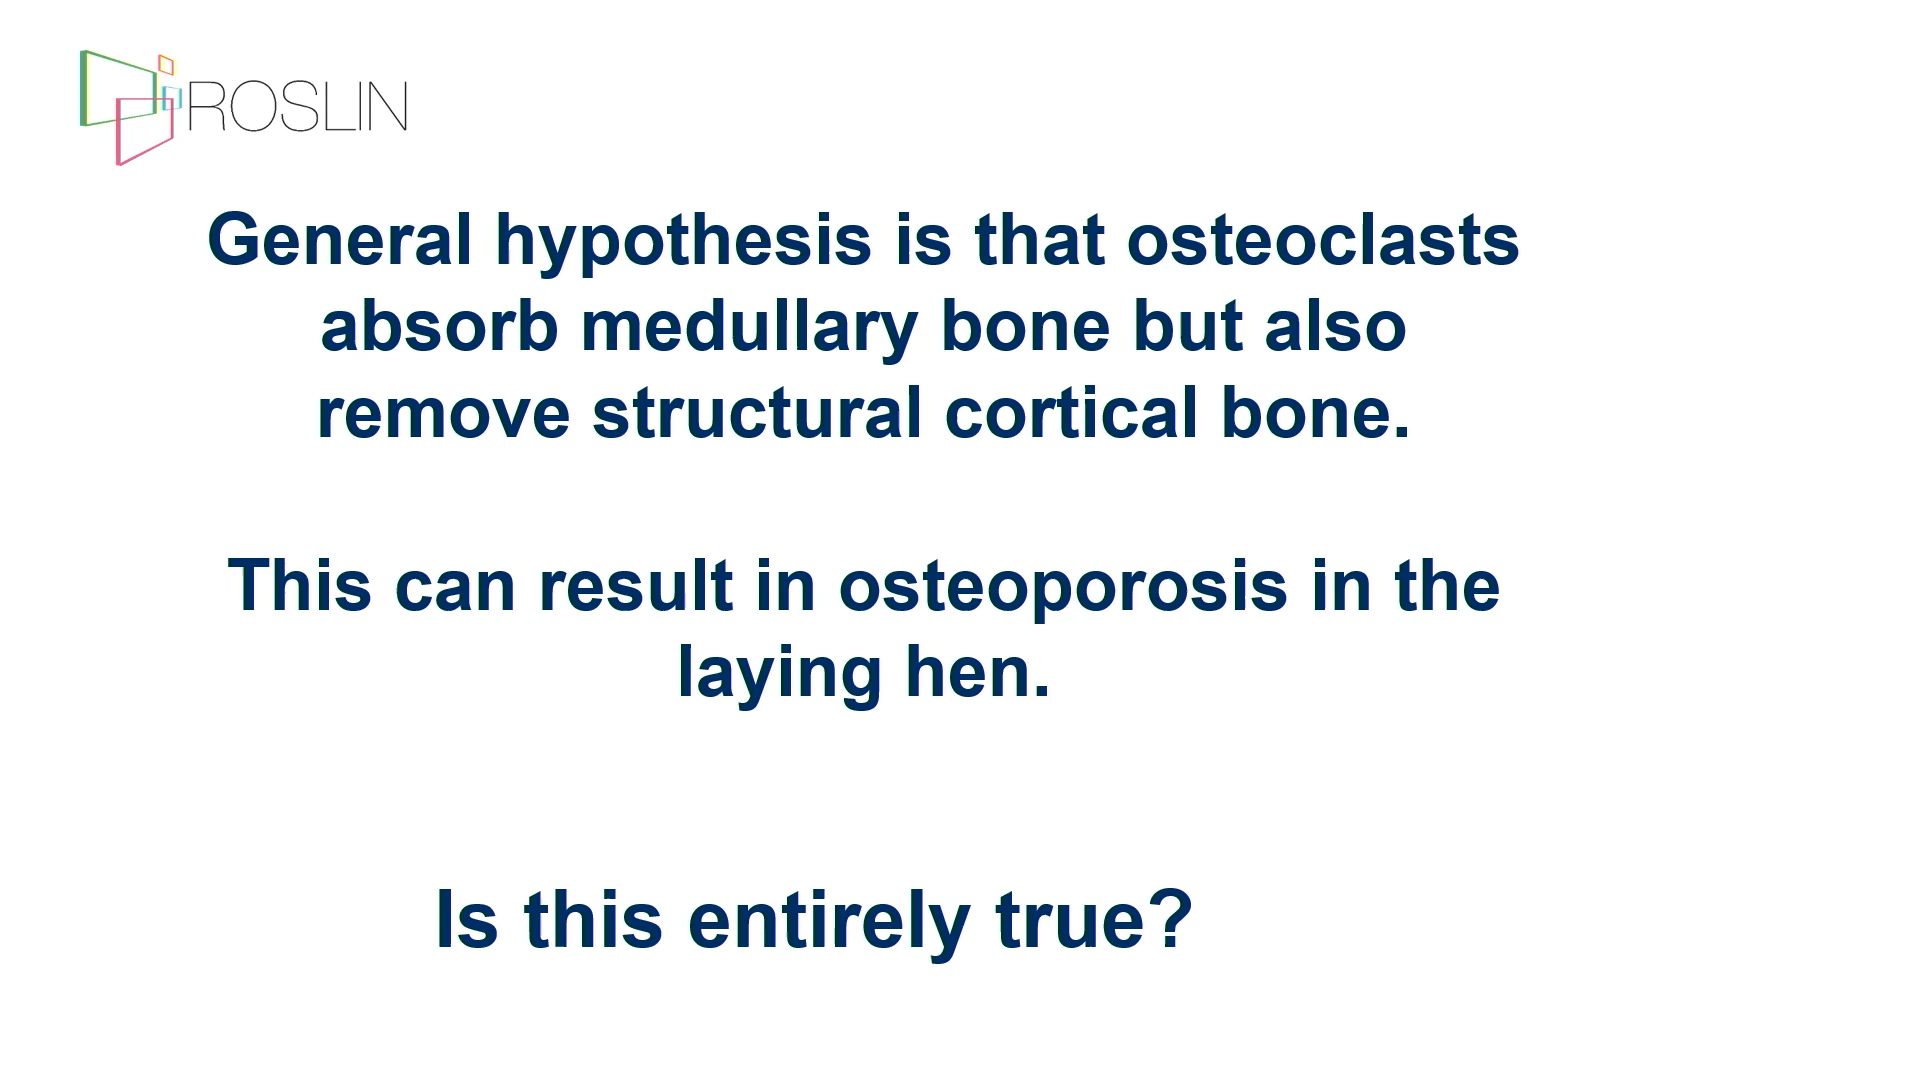 ROSLIN
General hypothesis is that osteoclasts
absorb medullary bone but also
remove structural cortical bone.
This can result in osteoporosis in the
laying hen.
Is this entirely true?